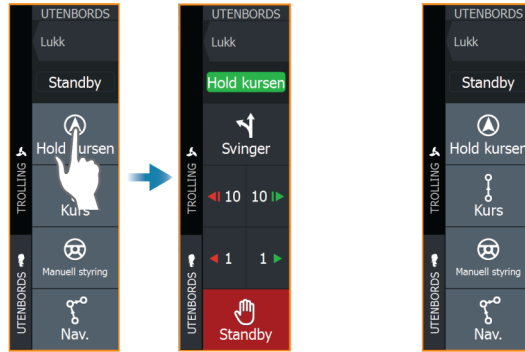 UTENBORDS
Lukk
Standby
Hold kursen
Kurs
Manuell styring
Nav.
TROLLING
UTENBORDS
UTENBORDS
Lukk
Hold kursen
Svinger
10 10
1 1
Standby
TROLLING
UTENBORDS
UTENBORDS
Lukk
Standby
Hold kursen
Kurs
Manuell styring
Nav.
TROLLING
UTENBORDS